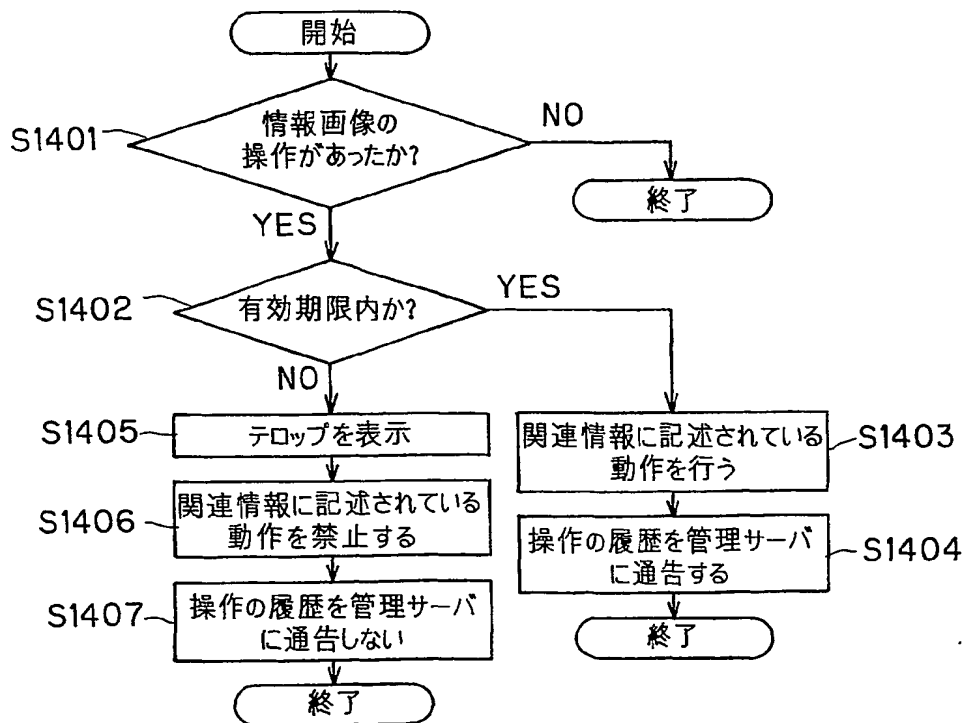 開始
S1401
情報画像の
操作があったか?
NO
終了
YES
S1402
有効期限内か?
YES
NO
S1405
テロップを表示
S1406
関連情報に記述されている
動作を禁止する
S1407
操作の履歴を管理サーバ
に通告しない
終了
関連情報に記述されている
動作を行う
S1403
操作の履歴を管理サーバ
に通告する
S1404
終了